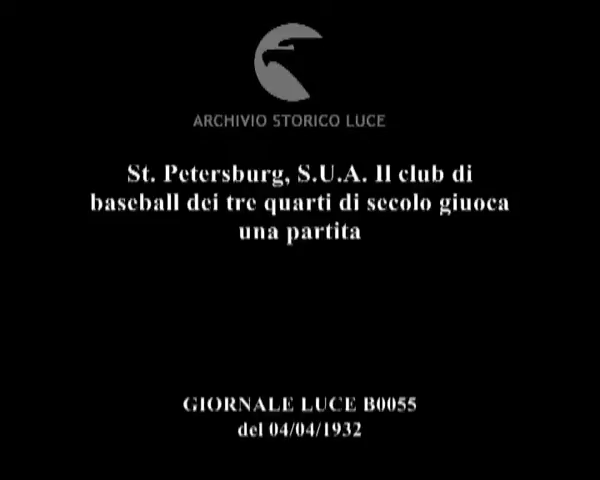 ARCHIVIO STORICO LUCE
St. Petersburg, S.U.A. Il club di
baseball dei tre quarti di secolo giuoca
una partita
GIORNALE LUCE B0055
del 04/04/1932